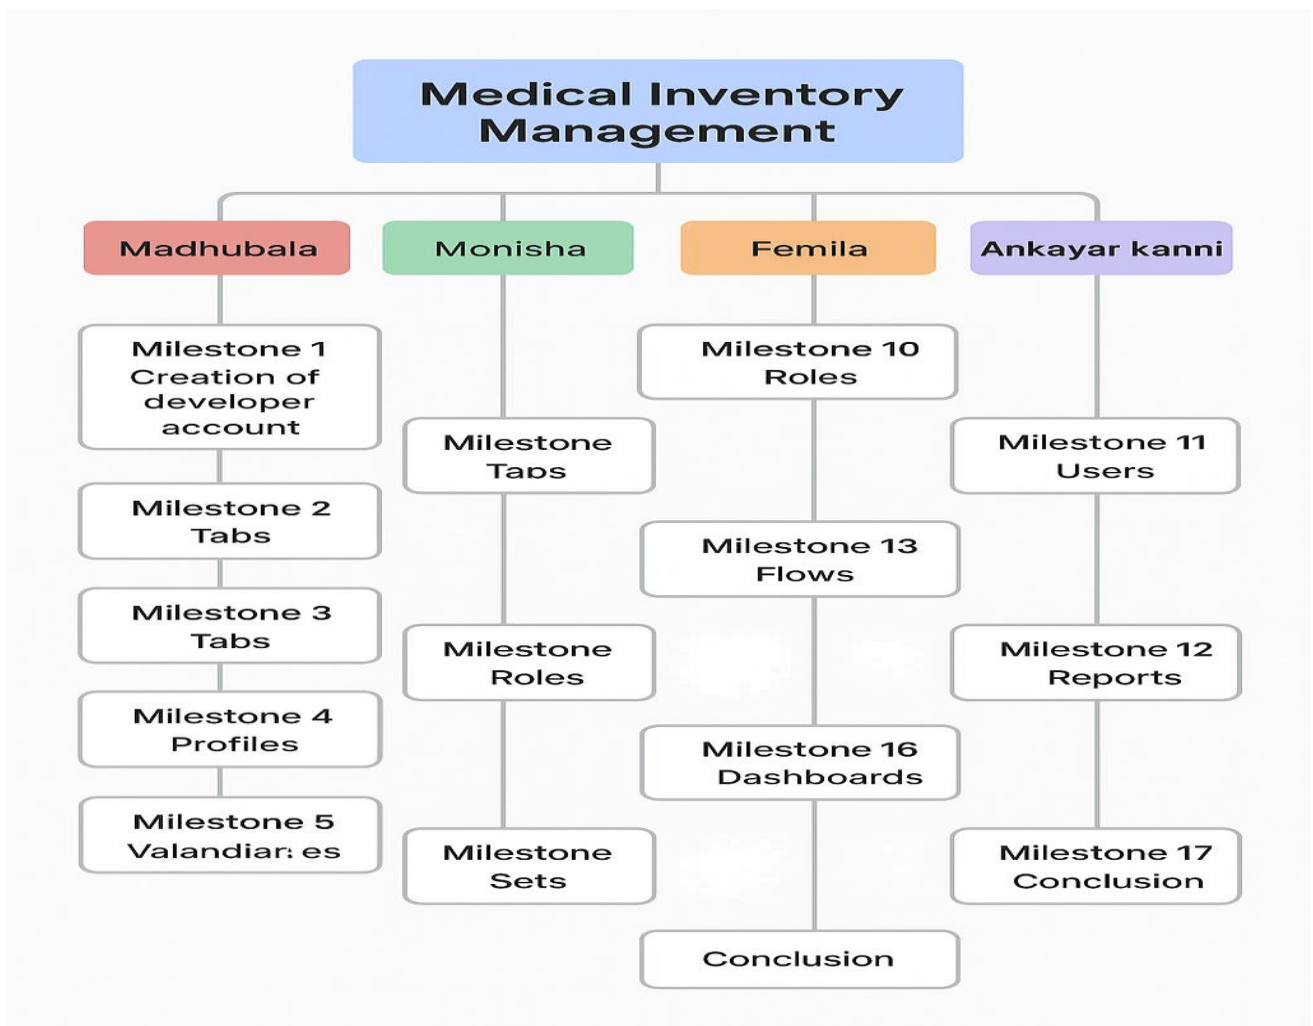 Medical Inventory
Management
Madhubala
Monisha
Femila
Ankayar kanni
Milestone 1
Creation of
developer
account
Milestone 2
Tabs
Milestone 3
Tabs
Milestone 4
Profiles
Milestone 5
Milestone
Tabs
Milestone
Roles
Milestone
Sets
Milestone 10
Roles
Milestone 13
Flows
Milestone 16
Dashboards
Conclusion
Milestone 11
Users
Milestone 12
Reports
Milestone 17
Conclusion